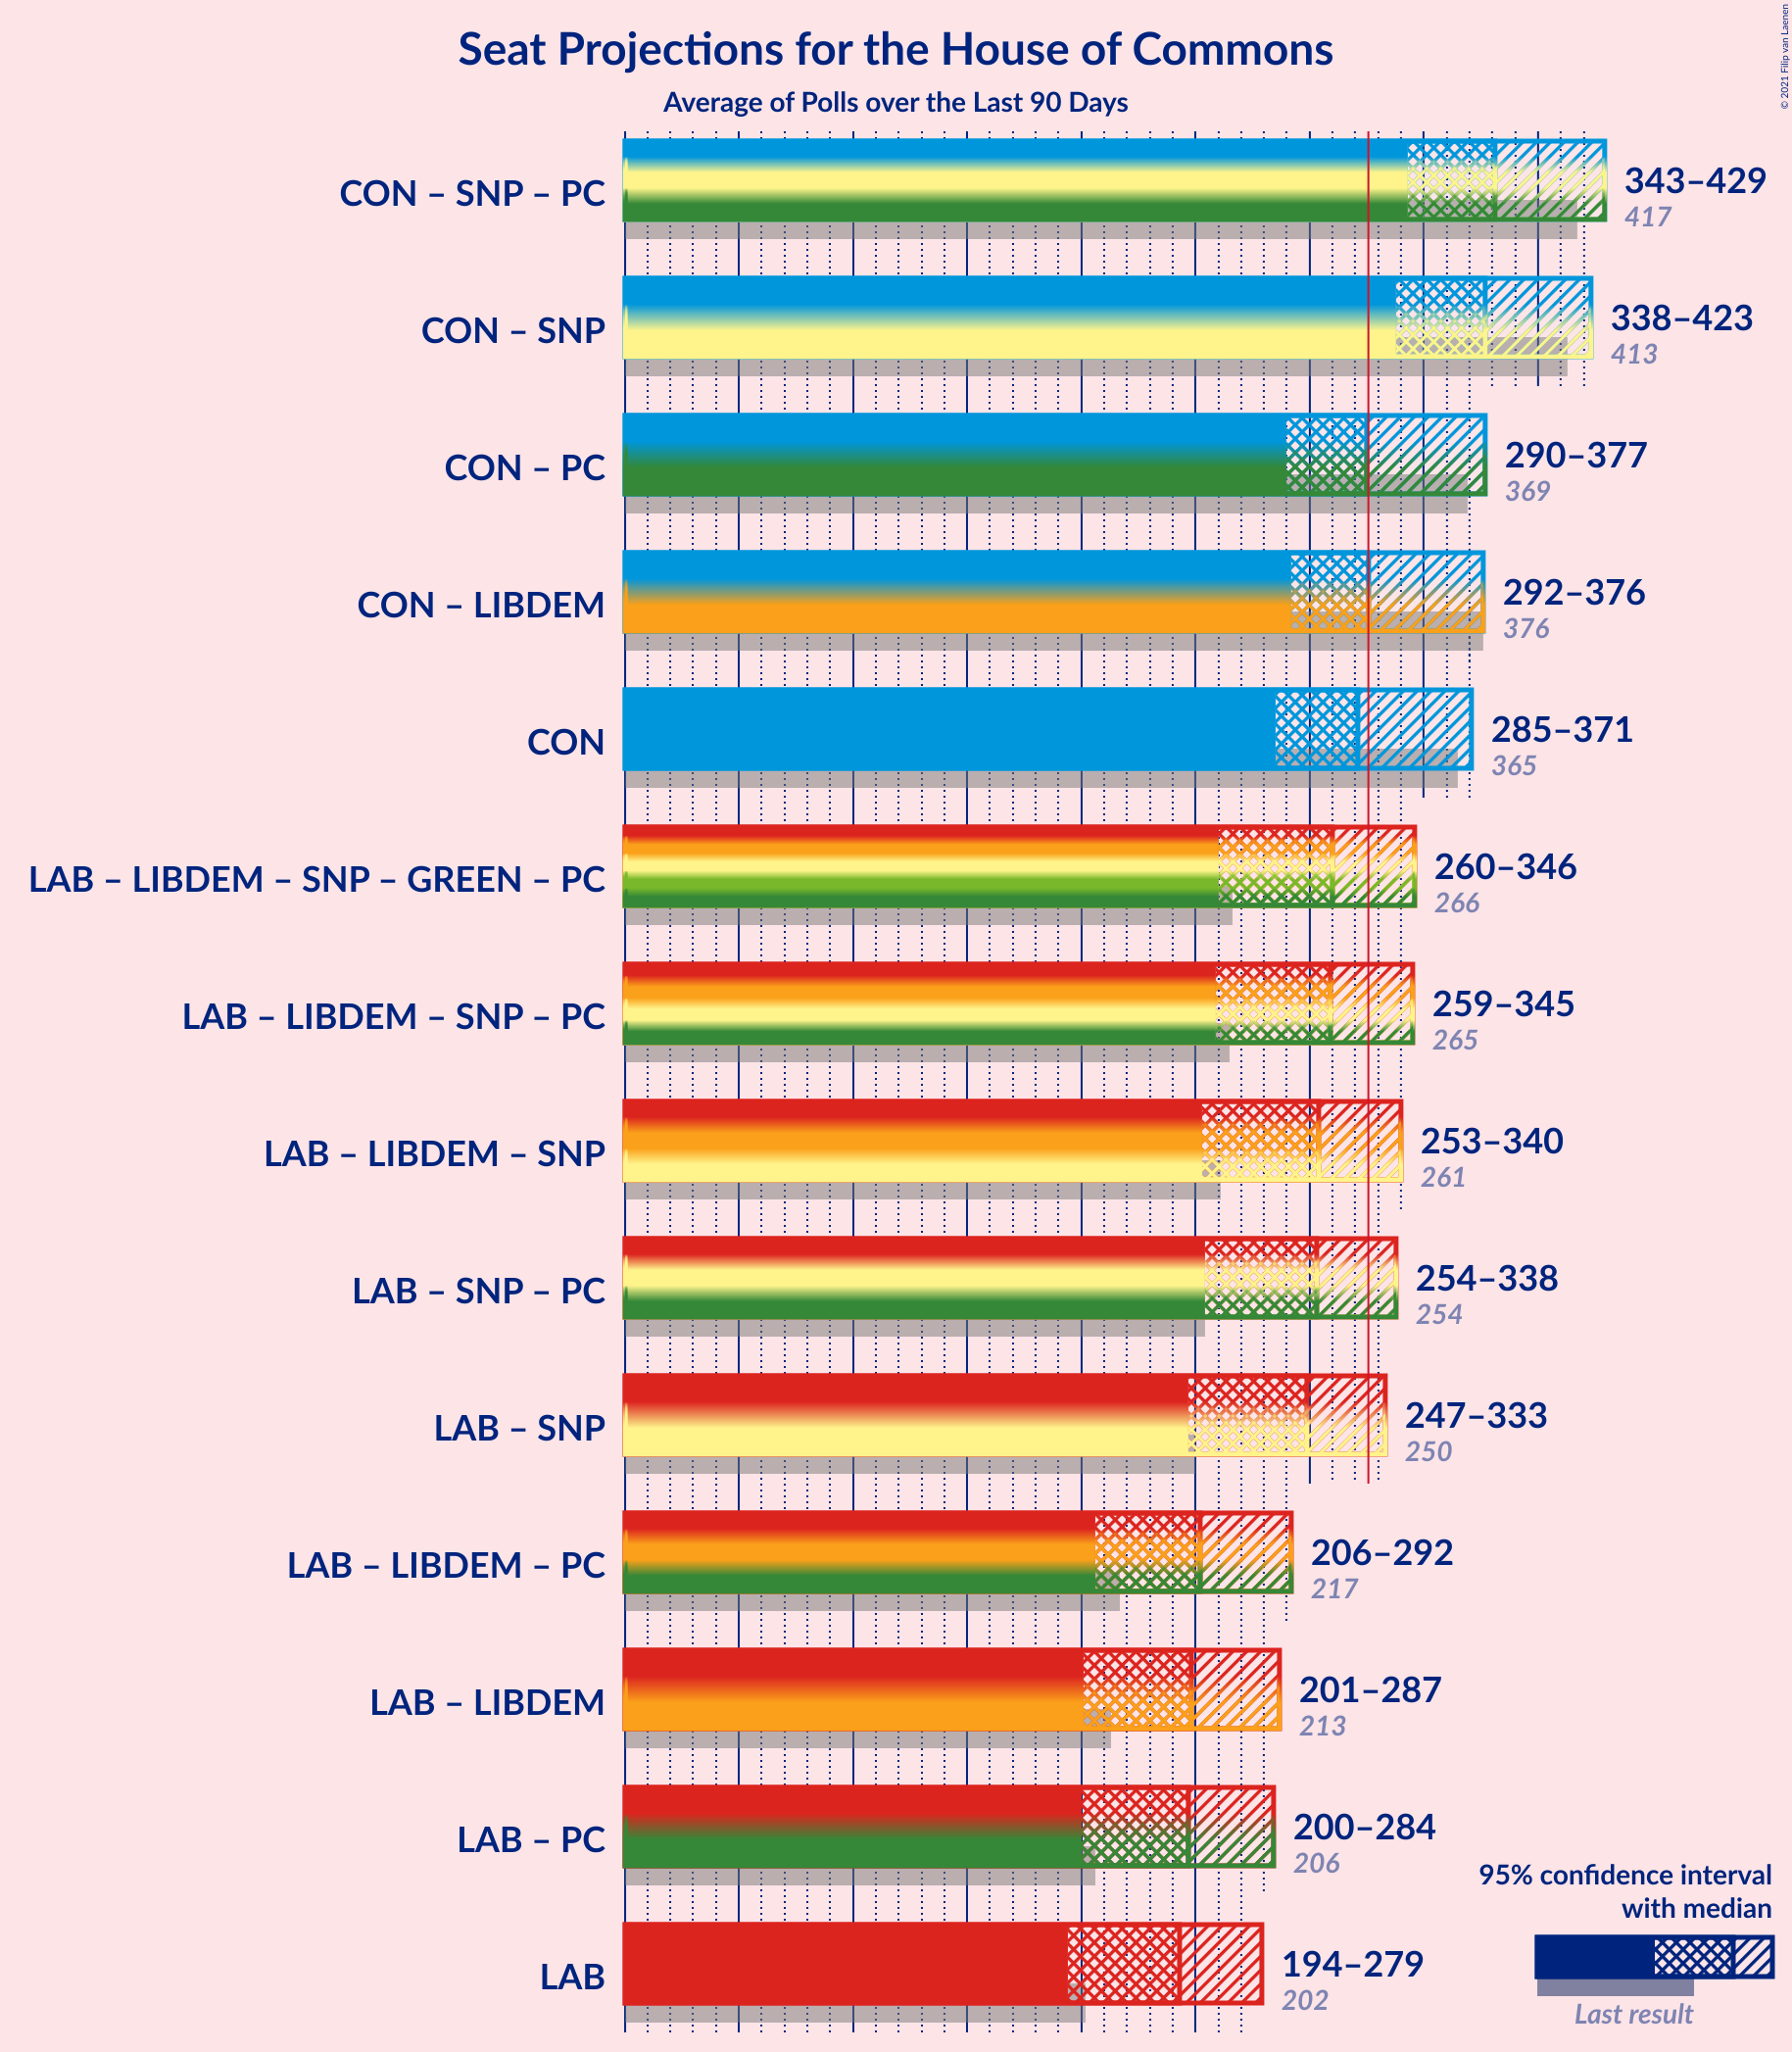 Seat Projections for the House of Commons
Average of Polls over the Last 90 Days
© 2021 Filip van Laenen
CON – SNP – PC
343–429
417
CON – SNP
338–423
413
CON – PC
290–377
369
CON – LIBDEM
292–376
376
CON
285–371
365
LAB – LIBDEM – SNP – GREEN – PC
260–346
266
LAB – LIBDEM – SNP – PC
259–345
265
LAB – LIBDEM – SNP
253–340
261
LAB – SNP – PC
254–338
254
LAB – SNP
247–333
250
LAB – LIBDEM – PC
206–292
217
LAB – LIBDEM
201–287
213
LAB – PC
200–284
206
LAB
194–279
202
95% confidence interval
with median
Last result